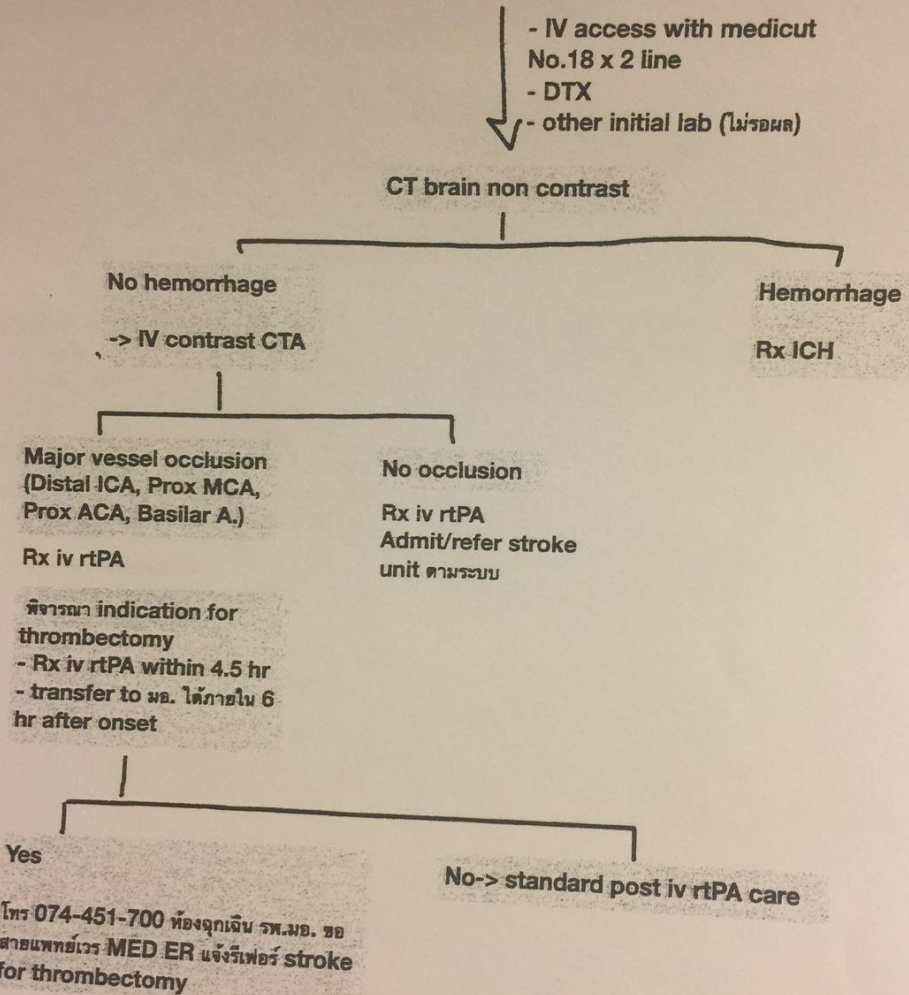 - IV access with medicut
No.18 x 2 line
- DTX
- other initial lab (ไม่รอผล)
CT brain non contrast
No hemorrhage
-> IV contrast CTA
Hemorrhage
Rx ICH
Major vessel occlusion
(Distal ICA, Prox MCA,
Prox ACA, Basilar A.)
Rx iv rtPA
พิจารณา indication for
thrombectomy
- Rx iv rtPA within 4.5 hr
- transfer to มอ. ได้ภายใน 6
hr after onset
No occlusion
Rx iv rtPA
Admit/refer stroke
unit ตามระบบ
Yes
โทร 074-451-700 ห้องฉุกเฉิน รพ.มอ. ขอ
สายแพทย์เวร MED ER แจ้งรีเฟอร์ stroke
for thrombectomy
No-> standard post iv rtPA care